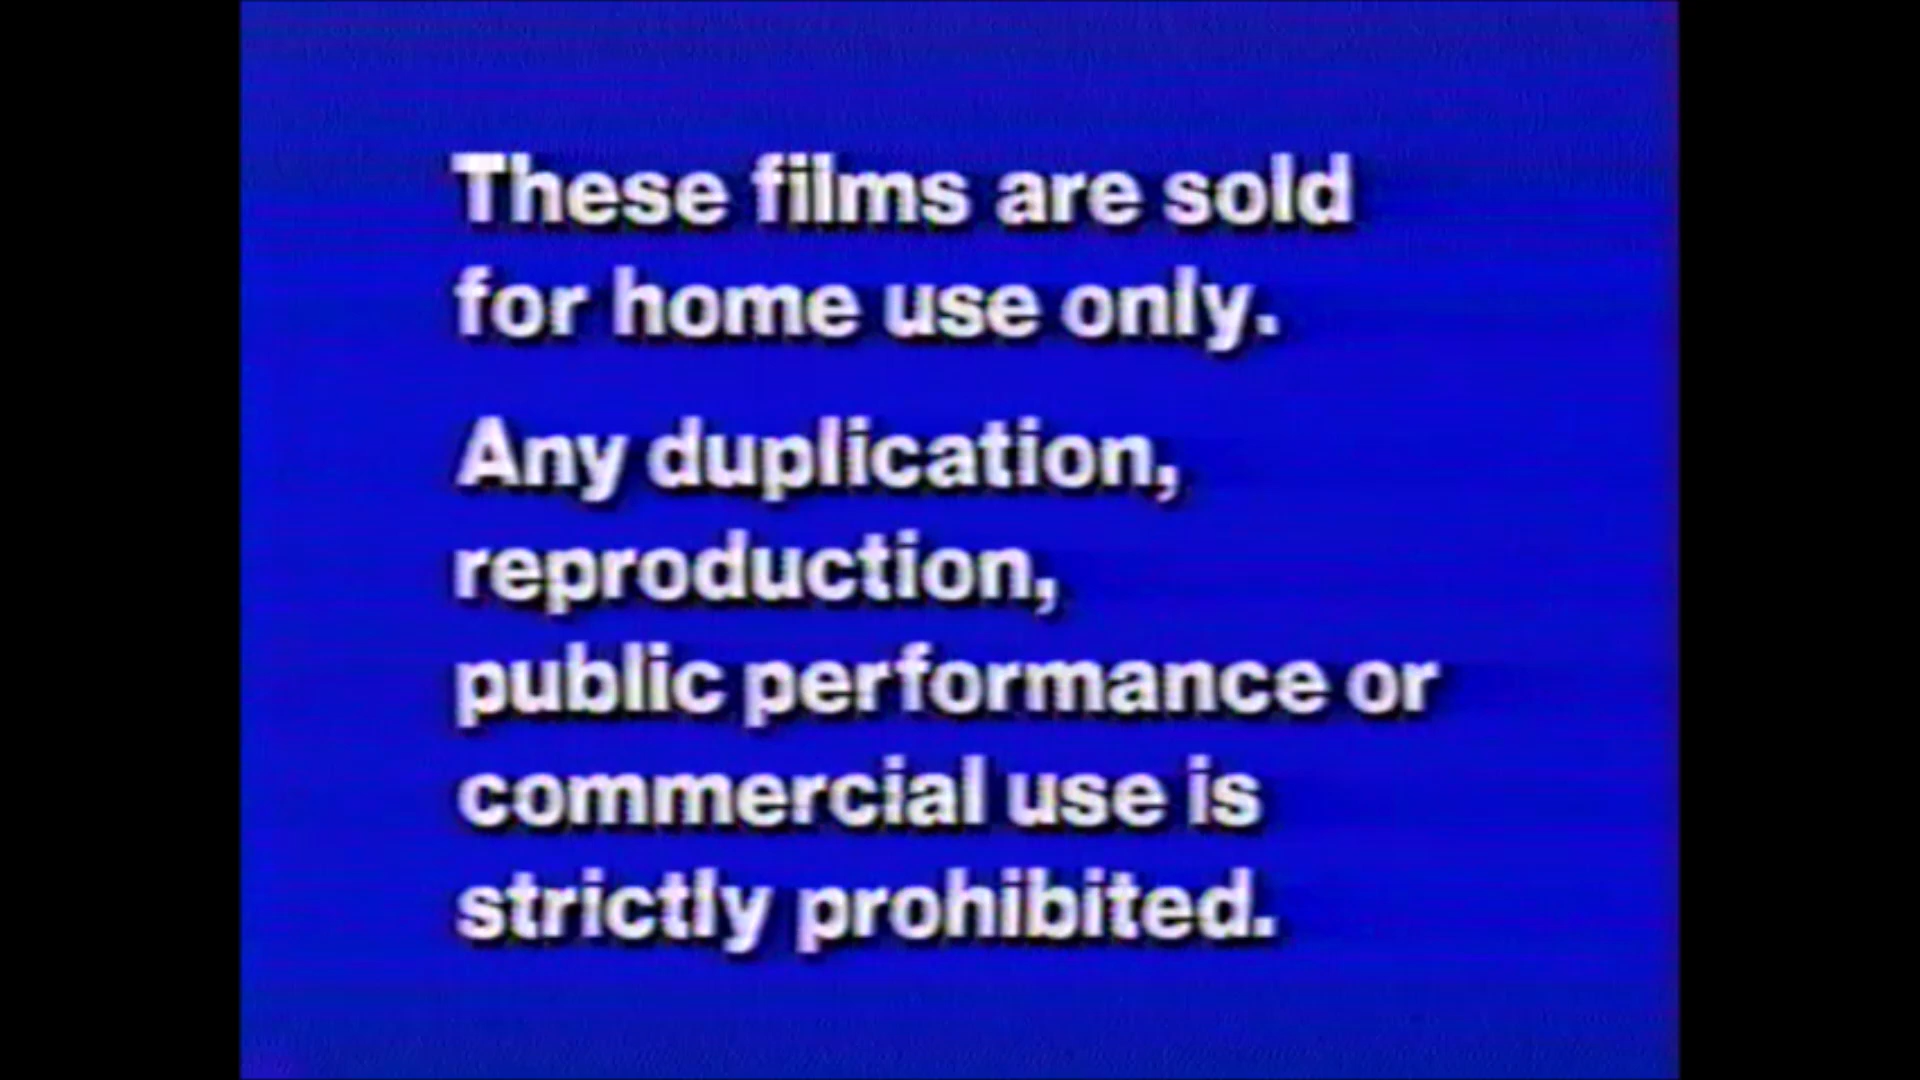 These films are sold
for home use only.
Any duplication,
reproduction,
public performance or
commercial use is
strictly prohibited.